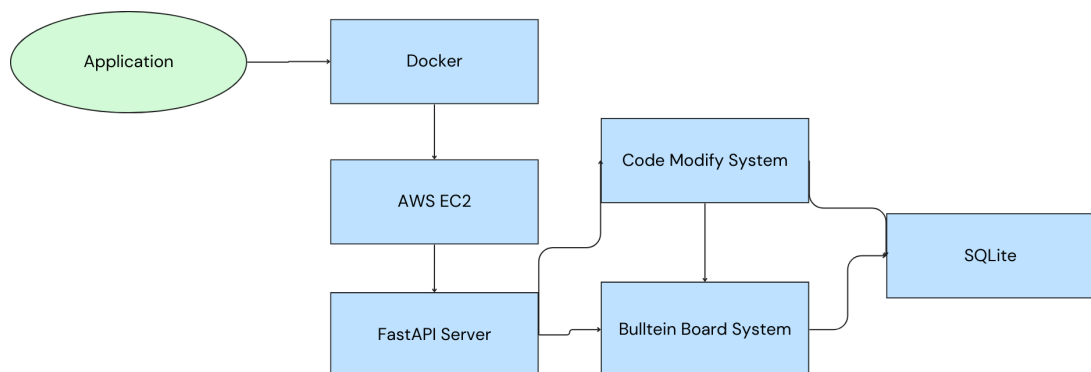 Application
Docker
Code Modify System
AWS EC2
SQLite
FastAPI Server
Bulltein Board System